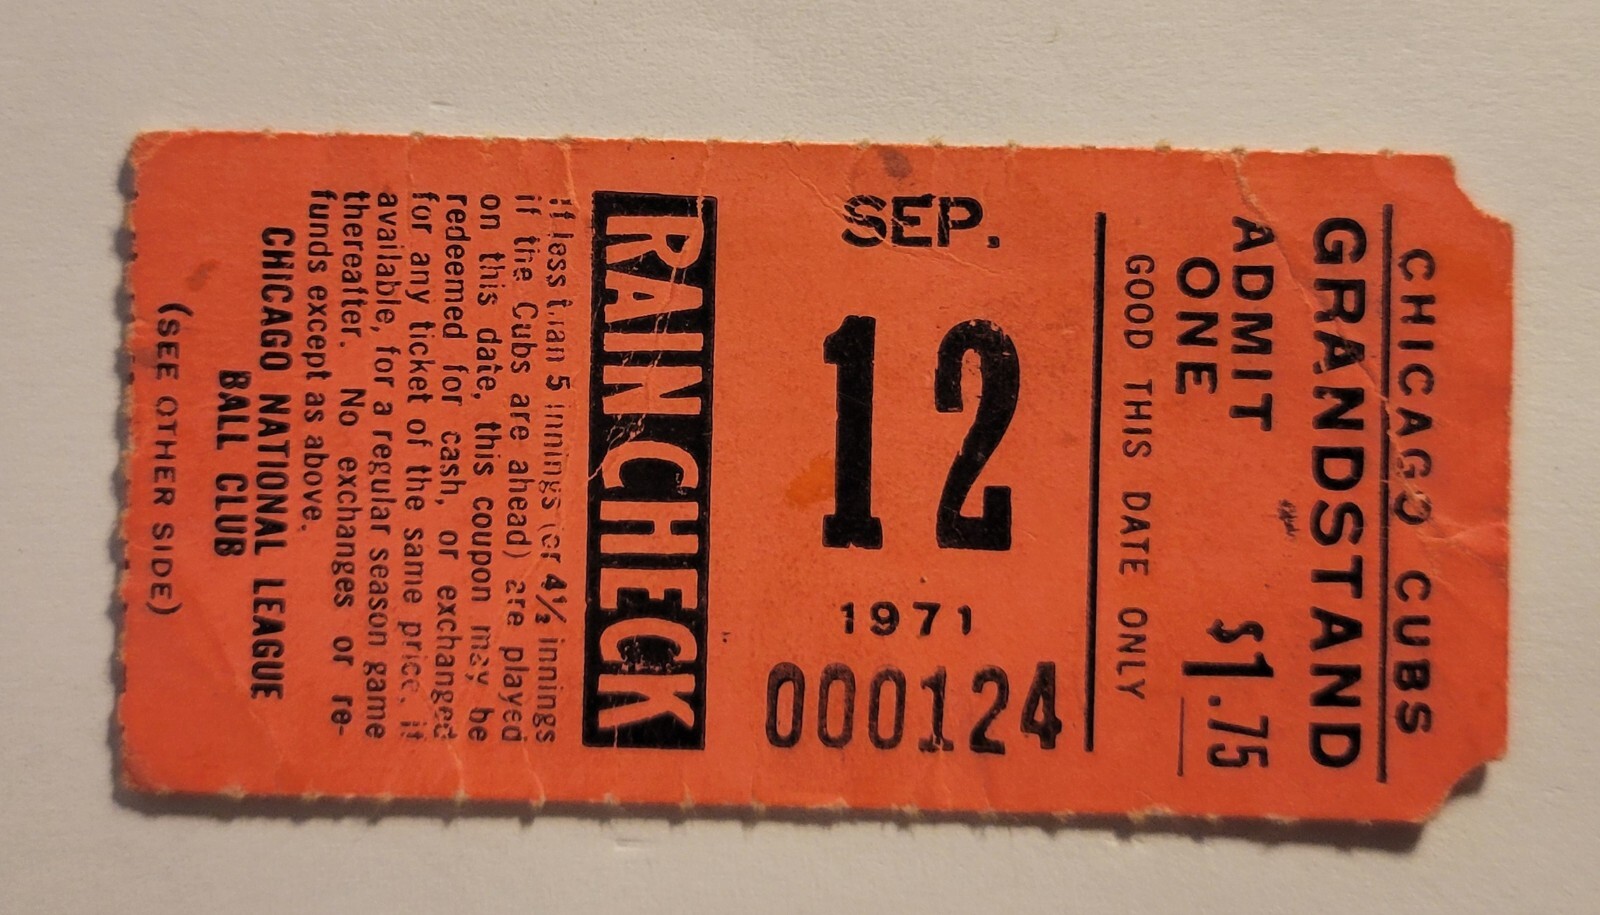 CHICAGO CUBS
GRANDSTAND
ADMIT
ONE
$1.75
GOOD THIS DATE ONLY
SEP.
12
1971
000124
RAIN CHECK
If less than 5 innings (or 4½ innings
if the Cubs are ahead) are played
on this date, this coupon may be
redeemed for cash, or exchanged
for any ticket of the same price, if
available, for a regular season game
thereafter. No exchanges or re-
funds except as above.
CHICAGO NATIONAL LEAGUE
BALL CLUB
(SEE OTHER SIDE)